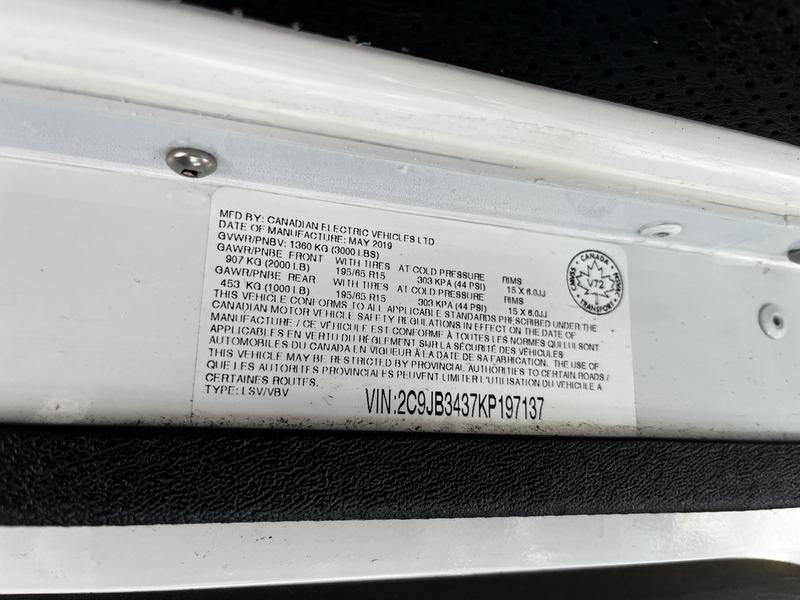 MFD BY: CANADIAN ELECTRIC VEHICLES LTD
DATE OF MANUFACTURE: MAY 2019
GVWR/PNBV: 1360 KG (3000 LBS)
GAWR/PNBE FRONT WITH TIRES AT COLD PRESSURE RIMS
907 KG (2000 LB) 195/65 R15 303 KPA (44 PSI) 15 X 6.0JJ
GAWR/PNBE REAR WITH TIRES AT COLD PRESSURE RIMS
453 KG (1000 LB) 195/65 R15 303 KPA (44 PSI) 15 X 6.0JJ
THIS VEHICLE CONFORMS TO ALL APPLICABLE STANDARDS PRESCRIBED UNDER THE
CANADIAN MOTOR VEHICLE SAFETY REGULATIONS IN EFFECT ON THE DATE OF
MANUFACTURE / CE VÉHICULE EST CONFORME À TOUTES LES NORMES QUI LUI SONT
APPLICABLES EN VERTU DU RÈGLEMENT SUR LA SÉCURITÉ DES VÉHICULES
AUTOMOBILES DU CANADA EN VIGUEUR À LA DATE DE SA FABRICATION. THE USE OF
THIS VEHICLE MAY BE RESTRICTED BY PROVINCIAL AUTHORITIES TO CERTAIN ROADS /
QUE LES AUTORITES PROVINCIALES PEUVENT LIMITER L'UTILISATION DU VEHICULE A
CERTAINES ROUTES.
TYPE: LSV/VBV
VIN:2C9JB3437KP197137
CANADA
V72
TRANSPORT